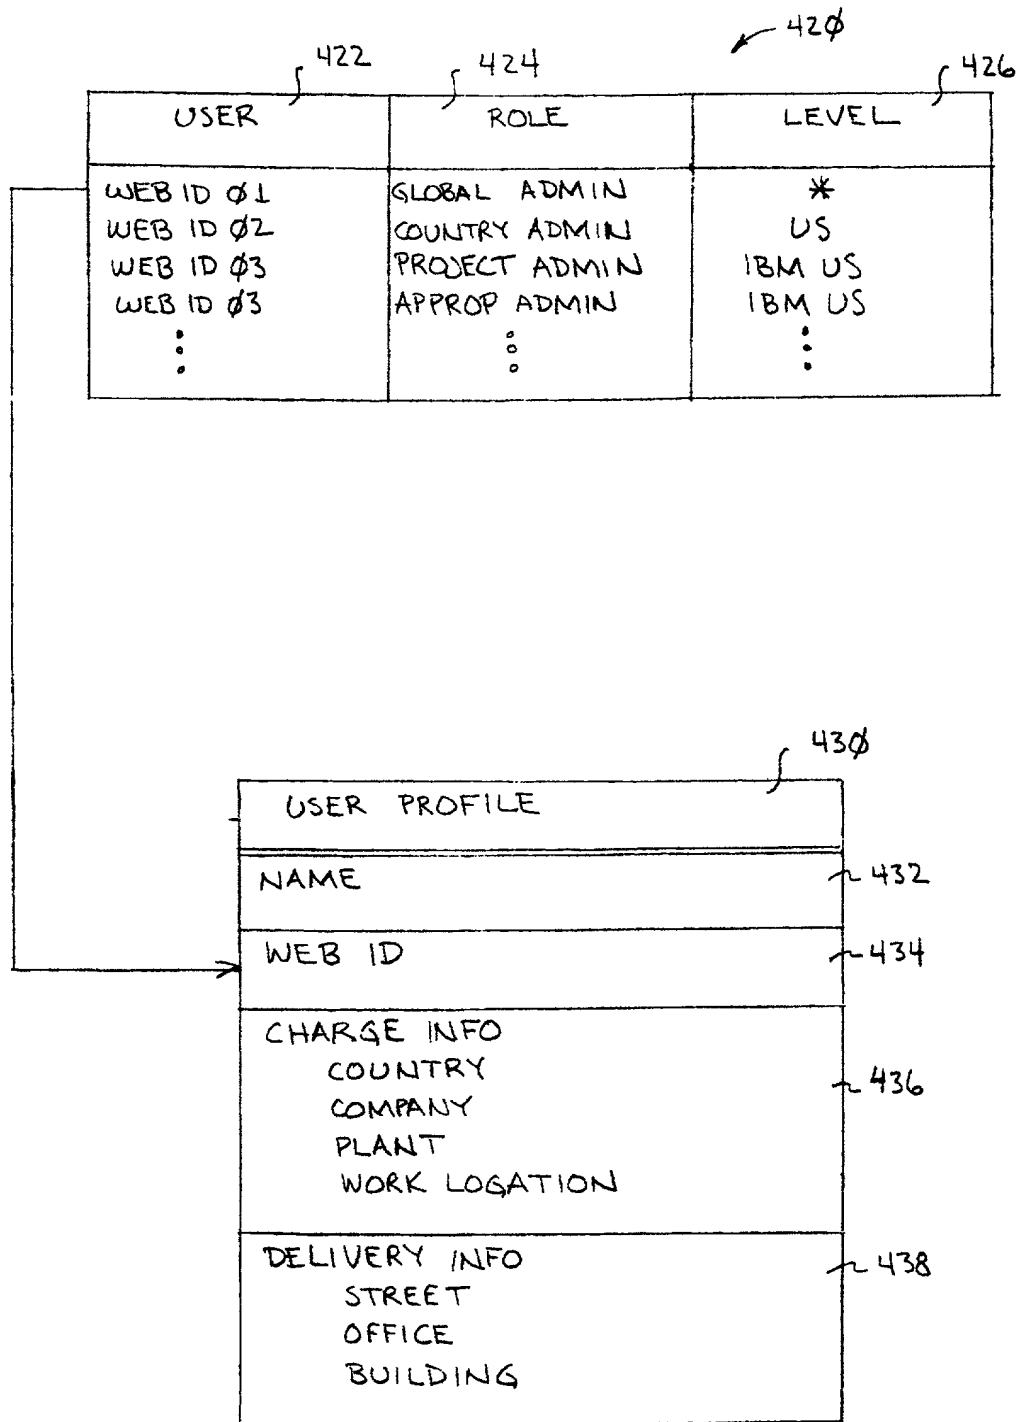 42Ø
422 424 426
USER ROLE LEVEL
WEB ID Ø1 GLOBAL ADMIN *
WEB ID Ø2 COUNTRY ADMIN US
WEB ID Ø3 PROJECT ADMIN IBM US
WEB ID Ø3 APPROP ADMIN IBM US
43Ø
USER PROFILE
NAME 432
WEB ID 434
CHARGE INFO
COUNTRY 436
COMPANY
PLANT
WORK LOGATION
DELIVERY INFO 438
STREET
OFFICE
BUILDING